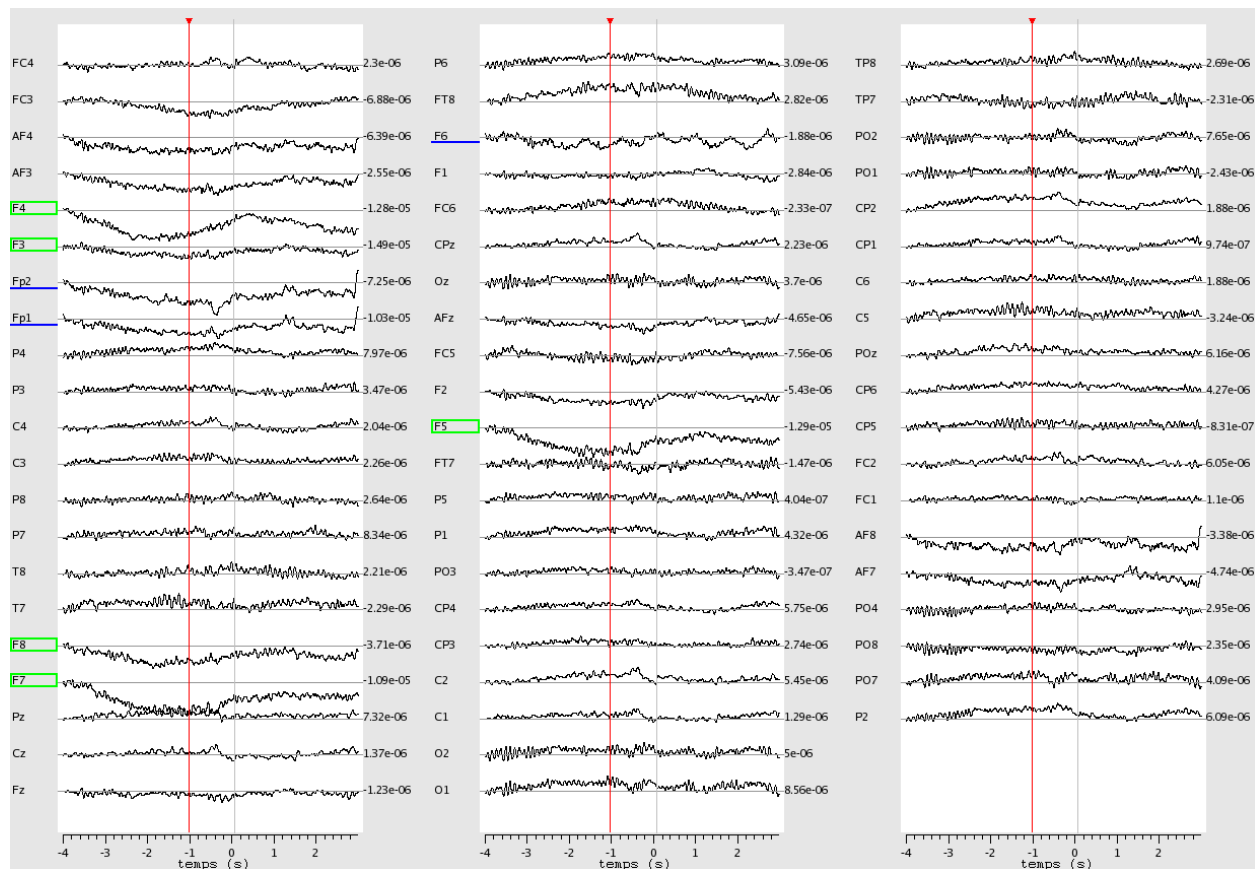 FC4 2.3e-06
FC3 -6.88e-06
AF4 -6.39e-06
AF3 -2.55e-06
F4 -1.28e-05
F3 -1.49e-05
Fp2 -7.25e-06
Fp1 -1.03e-05
P4 7.97e-06
P3 3.47e-06
C4 2.04e-06
C3 2.26e-06
P8 2.64e-06
P7 8.34e-06
T8 2.21e-06
T7 -2.29e-06
F8 -3.71e-06
F7 -1.09e-05
Pz 7.32e-06
Cz 1.37e-06
Fz -1.23e-06
-4 -3 -2 -1 0 1 2
temps (s)
P6 3.09e-06
FT8 2.82e-06
F6 -1.88e-06
F1 -2.84e-06
FC6 -2.33e-07
CPz 2.23e-06
Oz 3.7e-06
AFz -4.65e-06
FC5 -7.56e-06
F2 -5.43e-06
F5 -1.29e-05
FT7 -1.47e-06
P5 4.04e-07
P1 4.32e-06
PO3 -3.47e-07
CP4 5.75e-06
CP3 2.74e-06
C2 5.45e-06
C1 1.29e-06
O2 5e-06
O1 8.56e-06
-4 -3 -2 -1 0 1 2
temps (s)
TP8 2.69e-06
TP7 -2.31e-06
PO2 7.65e-06
PO1 -2.43e-06
CP2 1.88e-06
CP1 9.74e-07
C6 1.88e-06
C5 -3.24e-06
POz 6.16e-06
CP6 4.27e-06
CP5 -8.31e-07
FC2 6.05e-06
FC1 1.1e-06
AF8 -3.38e-06
AF7 -4.74e-06
PO4 2.95e-06
PO8 2.35e-06
PO7 4.09e-06
P2 6.09e-06
-4 -3 -2 -1 0 1 2
temps (s)